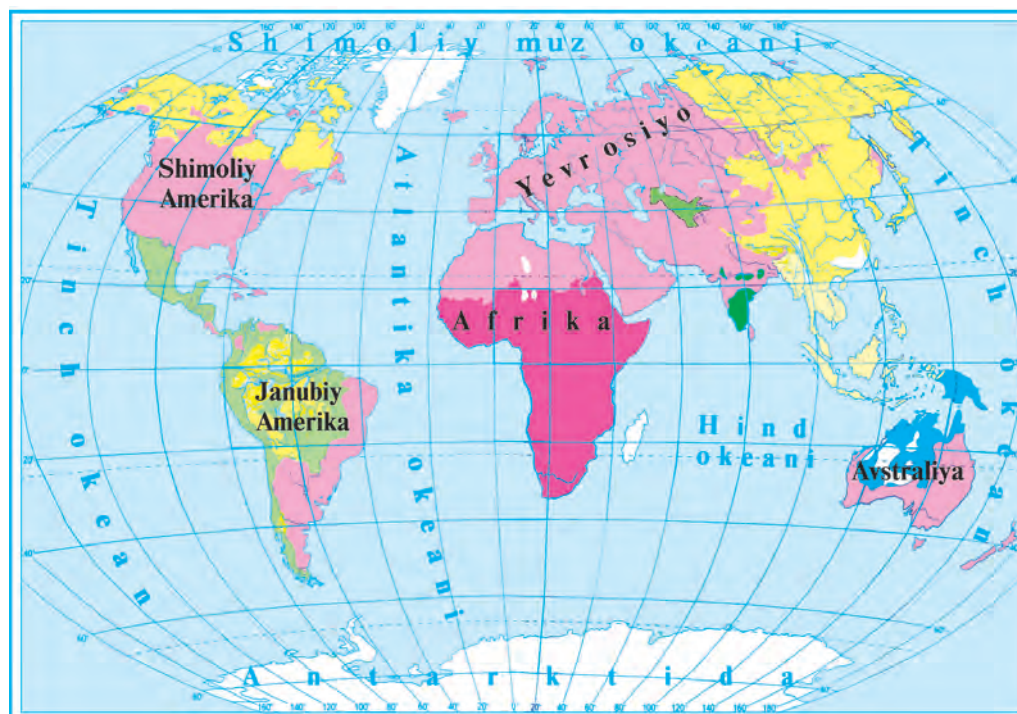 Shimoliy muz okeani
Shimoliy
Amerika
Yevrosiyo
Atlantika okeani
Tinch okean
Tinch okean
Afrika
Janubiy
Amerika
Hind
okeani
Avstraliya
Antarktida